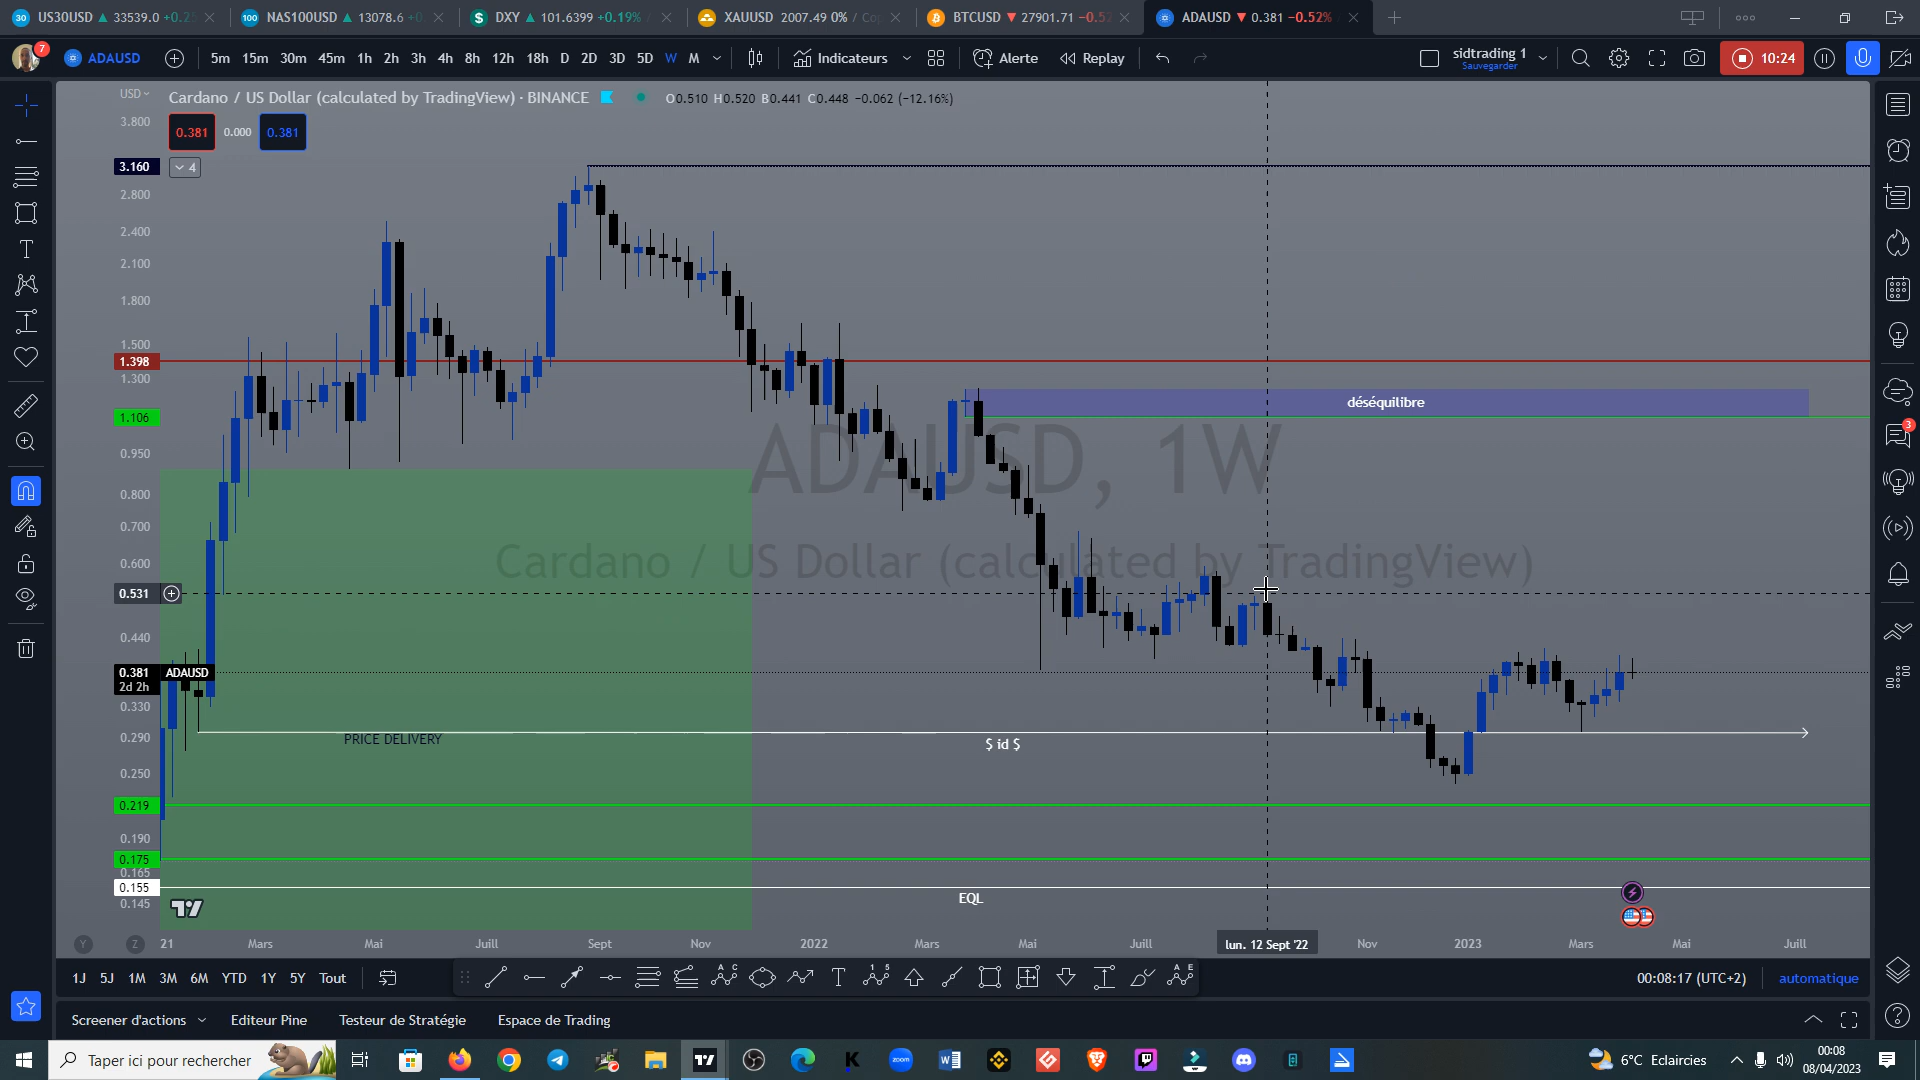 US30USD 33539.0 +0.2
NAS100USD 13078.6 +0
DXY 101.6399 +0.19%
XAUUSD 2007.49 0% / Co
BTCUSD 27901.71 −0.52
ADAUSD 0.381 −0.52%
7
ADAUSD
5m 15m 30m 45m 1h 2h 3h 4h 8h 12h 18h D 2D 3D 5D W M
Indicateurs
Alerte
Replay
sidtrading 1
Sauvegarder
10:24
USD
Cardano / US Dollar (calculated by TradingView) · BINANCE
O0.510 H0.520 B0.441 C0.448 −0.062 (−12.16%)
0.381 0.000 0.381
4
3.800
3.160
2.800
2.400
2.100
1.800
1.500
1.398
1.300
1.106
0.950
0.800
0.700
0.600
0.531
0.440
0.381 ADAUSD
2d 2h
0.330
0.290
0.250
0.219
0.190
0.175
0.165
0.155
0.145
déséquilibre
ADAUSD, 1W
Cardano / US Dollar (calculated by TradingView)
PRICE DELIVERY
$ id $
EQL
3
Y Z 21 Mars Mai Juill Sept Nov 2022 Mars Mai Juill lun. 12 Sept '22 Nov 2023 Mars Mai Juill
1J 5J 1M 3M 6M YTD 1Y 5Y Tout
00:08:17 (UTC+2) automatique
Screener d'actions Editeur Pine Testeur de Stratégie Espace de Trading
Taper ici pour rechercher
6°C Eclaircies
00:08
08/04/2023